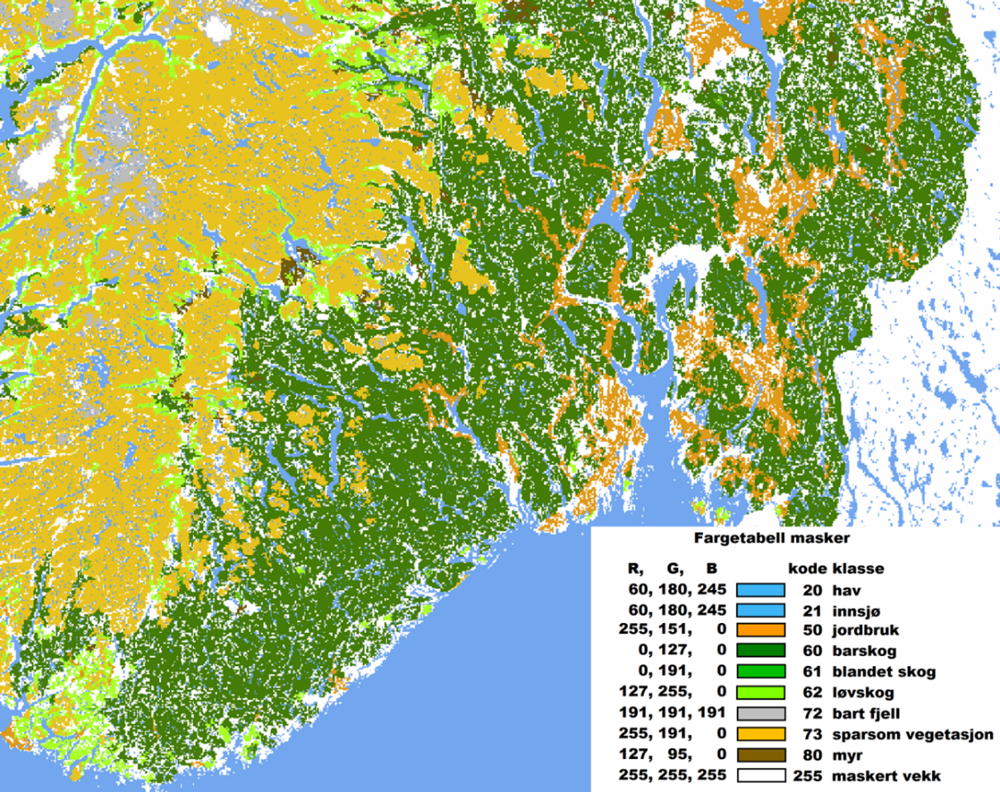 Fargetabell masker
R, G, B kode klasse
60, 180, 245 20 hav
60, 180, 245 21 innsjø
255, 151, 0 50 jordbruk
0, 127, 0 60 barskog
0, 191, 0 61 blandet skog
127, 255, 0 62 løvskog
191, 191, 191 72 bart fjell
255, 191, 0 73 sparsom vegetasjon
127, 95, 0 80 myr
255, 255, 255 255 maskert vekk